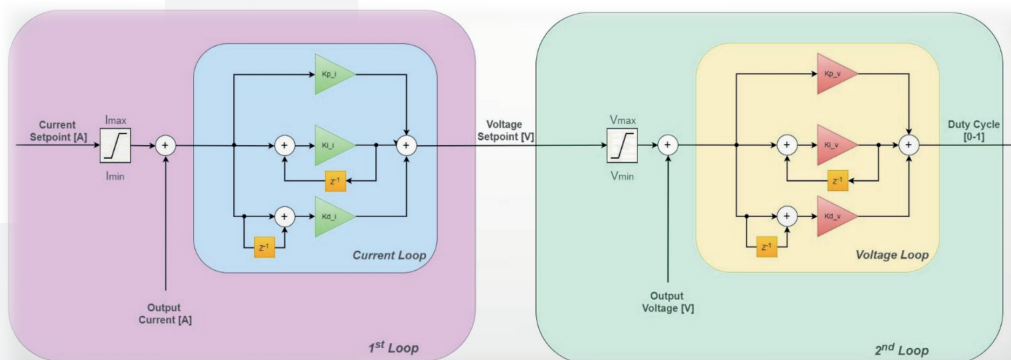 Current
Setpoint [A]
Imax
Imin
Output
Current [A]
Kp_i
Ki_i
z-1
Kd_i
z-1
Current Loop
1st Loop
Voltage
Setpoint [V]
Vmax
Vmin
Output
Voltage [V]
Kp_v
Ki_v
z-1
Kd_v
z-1
Voltage Loop
Duty Cycle
[0-1]
2nd Loop